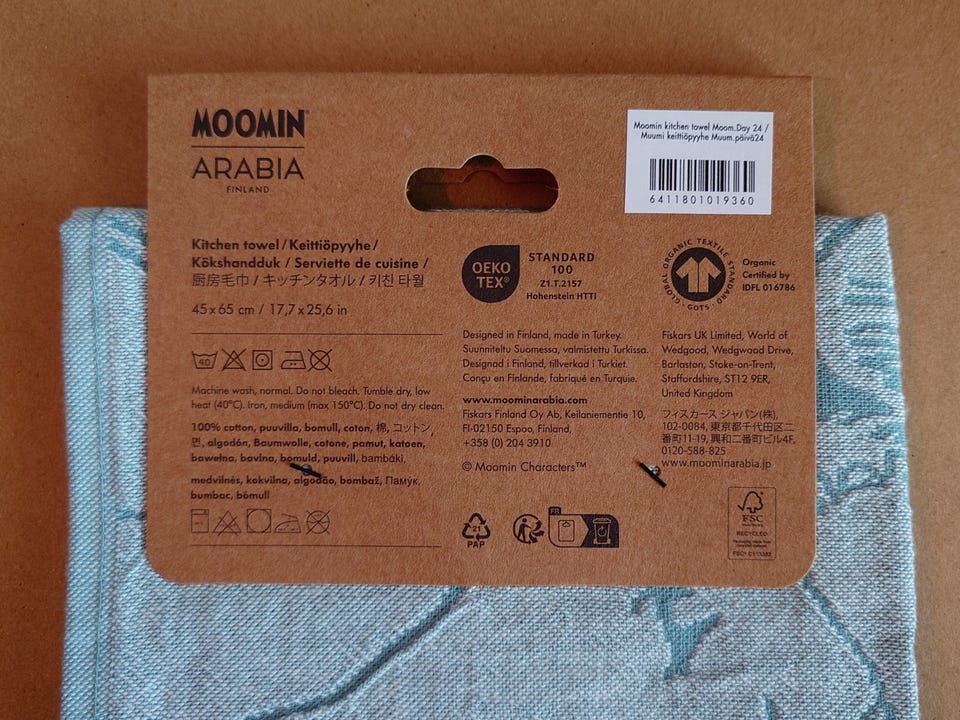 MOOMIN®
ARABIA
FINLAND
Moomin kitchen towel Moom.Day 24 /
Muumi keittiöpyyhe Muum.päivä24
6411801019360
Kitchen towel / Keittiöpyyhe /
Kökshandduk / Serviette de cuisine /
厨房毛巾 / キッチンタオル / 키친 타월
45 x 65 cm / 17,7 x 25,6 in
40
Machine wash, normal. Do not bleach. Tumble dry, low
heat (40°C). Iron, medium (max 150°C). Do not dry clean.
100% cotton, puuvilla, bomull, coton, 棉, コットン,
면, algodón, Baumwolle, cotone, pamut, katoen,
bawełna, bavlna, bomuld, puuvill, bambāki,
medvilnės, kokvilna, algodão, bombaž, Памук,
bumbac, bómull
OEKO
TEX®
STANDARD
100
Z1.T.2157
Hohenstein HTTI
Designed in Finland, made in Turkey.
Suunniteltu Suomessa, valmistettu Turkissa.
Designad i Finland, tillverkad i Turkiet.
Conçu en Finlande, fabriqué en Turquie.
www.moominarabia.com
Fiskars Finland Oy Ab, Keilaniementie 10,
FI-02150 Espoo, Finland,
+358 (0) 204 3910
© Moomin Characters™
21
PAP
FR
GLOBAL ORGANIC TEXTILE STANDARD
· GOTS ·
Organic
Certified by
IDFL 016786
Fiskars UK Limited, World of
Wedgwood, Wedgwood Drive,
Barlaston, Stoke-on-Trent,
Staffordshire, ST12 9ER,
United Kingdom
フィスカース ジャパン(株),
102-0084, 東京都千代田区二
番町11-19, 興和二番町ビル4F,
0120-588-825
www.moominarabia.jp
FSC
RECYCLED
Packaging made from
recycled material